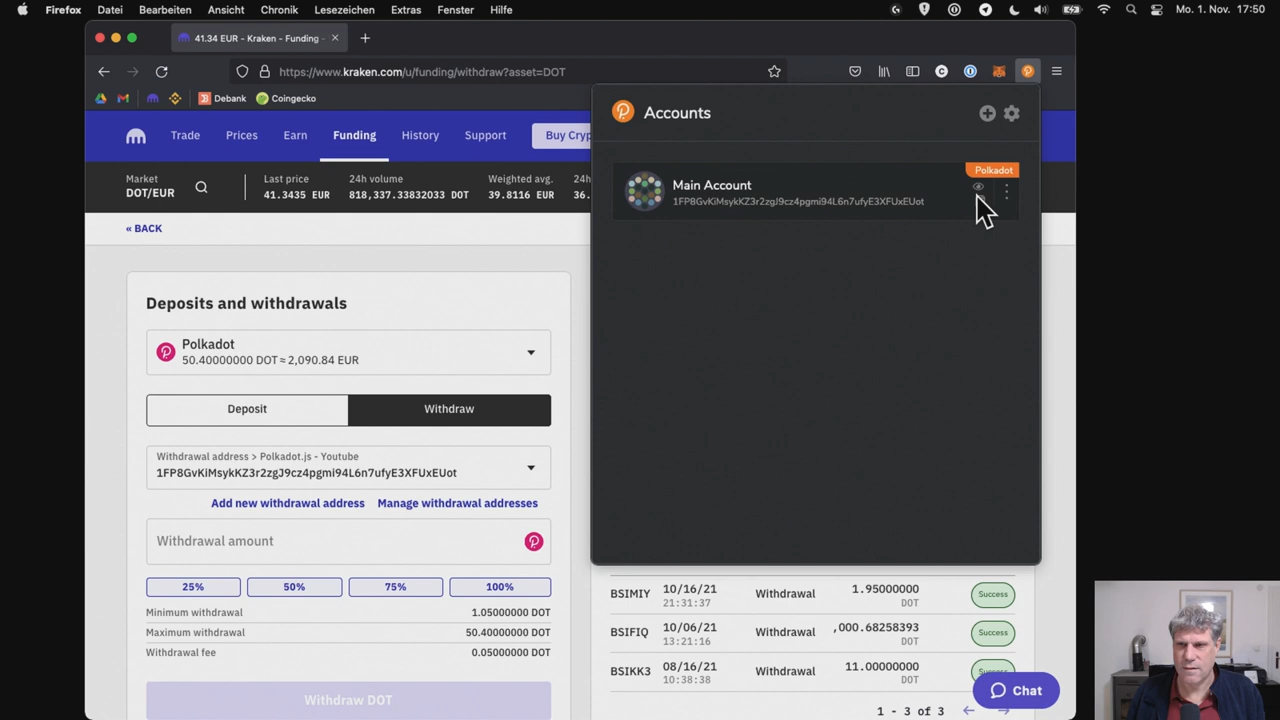 Firefox Datei Bearbeiten Ansicht Chronik Lesezeichen Extras Fenster Hilfe Mo. 1. Nov. 17:50
41.34 EUR - Kraken - Funding -
https://www.kraken.com/u/funding/withdraw?asset=DOT
Debank Coingecko
Accounts
Trade Prices Earn Funding History Support Buy Cryp
Market
DOT/EUR
Last price
41.3435 EUR
24h volume
818,337.33832033 DOT
Weighted avg.
39.8116 EUR
24h
36.
Polkadot
Main Account
1FP8GvKiMsykKZ3r2zgJ9cz4pgmi94L6n7ufyE3XFUxEUot
« BACK
Deposits and withdrawals
Polkadot
50.40000000 DOT ≈ 2,090.84 EUR
Deposit Withdraw
Withdrawal address > Polkadot.js - Youtube
1FP8GvKiMsykKZ3r2zgJ9cz4pgmi94L6n7ufyE3XFUxEUot
Add new withdrawal address Manage withdrawal addresses
Withdrawal amount
25% 50% 75% 100%
Minimum withdrawal 1.05000000 DOT
Maximum withdrawal 50.40000000 DOT
Withdrawal fee 0.05000000 DOT
Withdraw DOT
BSIMIY 10/16/21 21:31:37 Withdrawal 1.95000000 DOT Success
BSIFIQ 10/06/21 13:21:16 Withdrawal ,000.68258393 DOT Success
BSIKK3 08/16/21 10:38:38 Withdrawal 11.00000000 DOT Success
Chat
1 - 3 of 3